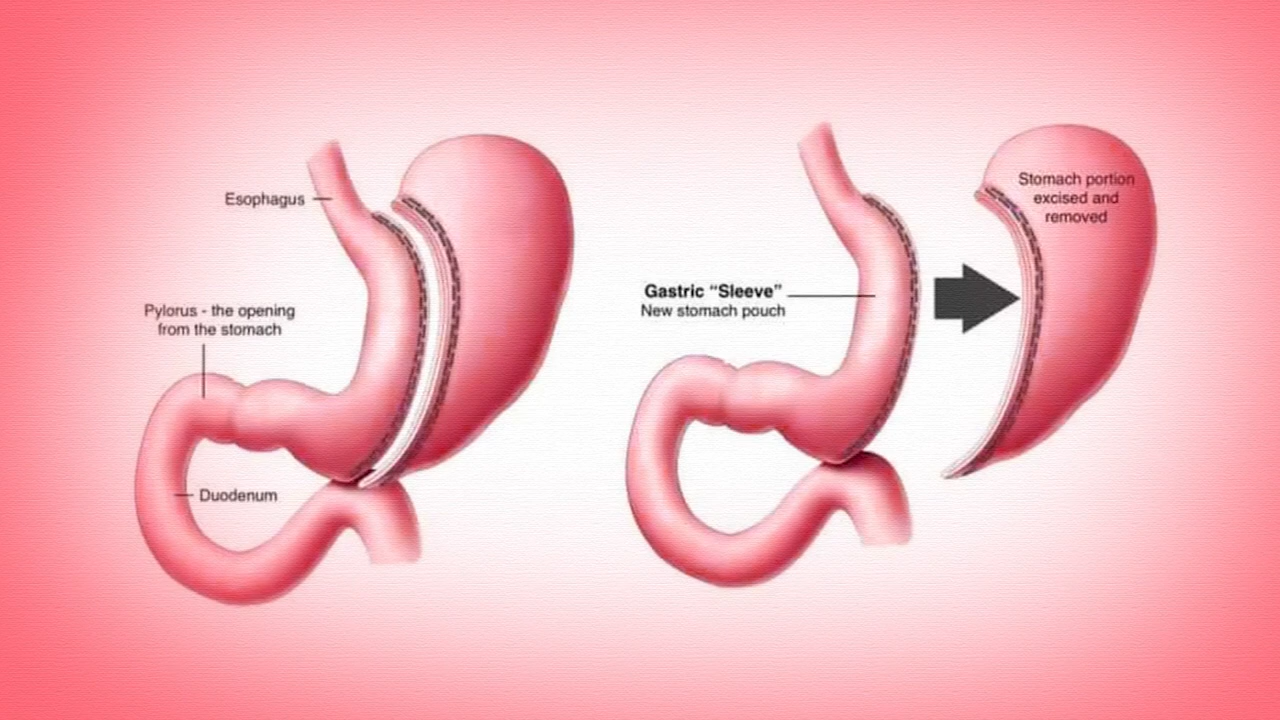 Esophagus
Pylorus - the opening
from the stomach
Duodenum
Gastric “Sleeve”
New stomach pouch
Stomach portion
excised and
removed